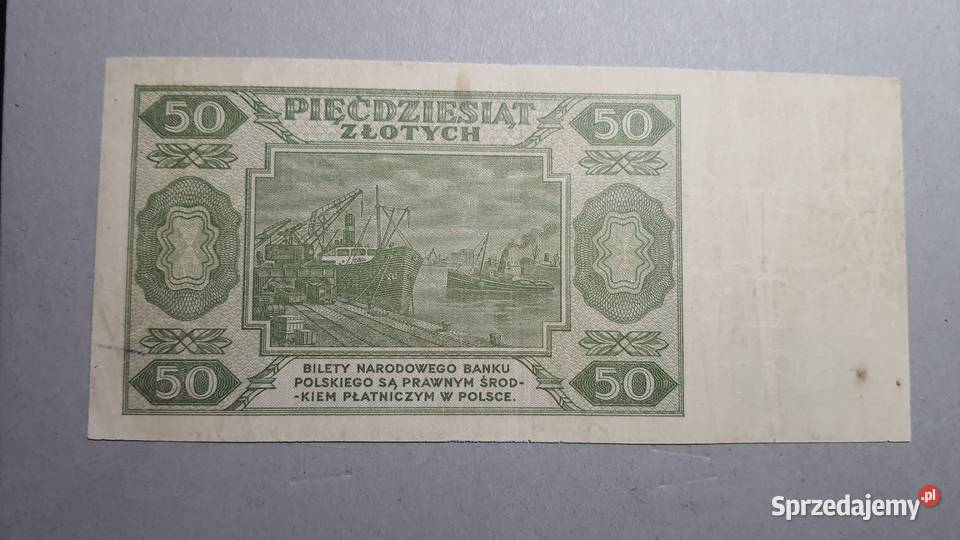 50 PIĘĆDZIESIĄT 50
ZŁOTYCH
BILETY NARODOWEGO BANKU
POLSKIEGO SĄ PRAWNYM ŚROD-
-KIEM PŁATNICZYM W POLSCE.
50 50
Sprzedajemy.pl